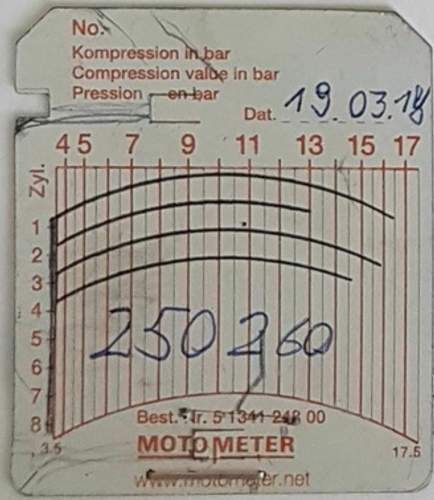 No.
Kompression in bar
Compression value in bar
Pression en bar
Dat. 19.03.18
4 5 7 9 11 13 15 17
Zyl.
1
2
3
4
5
6
7
8
250 260
3.5 17.5
Best.-Nr. 5 1341 242 00
MOTOMETER
www.motometer.net